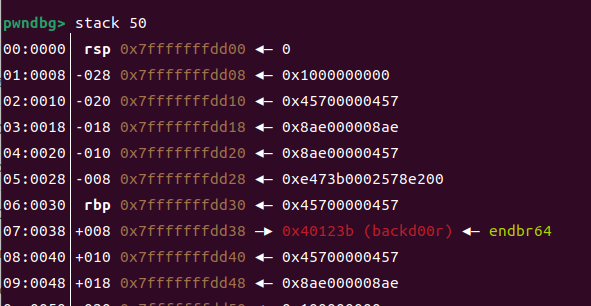 pwndbg> stack 50
00:0000│ rsp 0x7fffffffdd00 ◂— 0
01:0008│-028 0x7fffffffdd08 ◂— 0x1000000000
02:0010│-020 0x7fffffffdd10 ◂— 0x45700000457
03:0018│-018 0x7fffffffdd18 ◂— 0x8ae000008ae
04:0020│-010 0x7fffffffdd20 ◂— 0x8ae00000457
05:0028│-008 0x7fffffffdd28 ◂— 0xe473b0002578e200
06:0030│ rbp 0x7fffffffdd30 ◂— 0x45700000457
07:0038│+008 0x7fffffffdd38 —▸ 0x40123b (backd00r) ◂— endbr64
08:0040│+010 0x7fffffffdd40 ◂— 0x45700000457
09:0048│+018 0x7fffffffdd48 ◂— 0x8ae000008ae